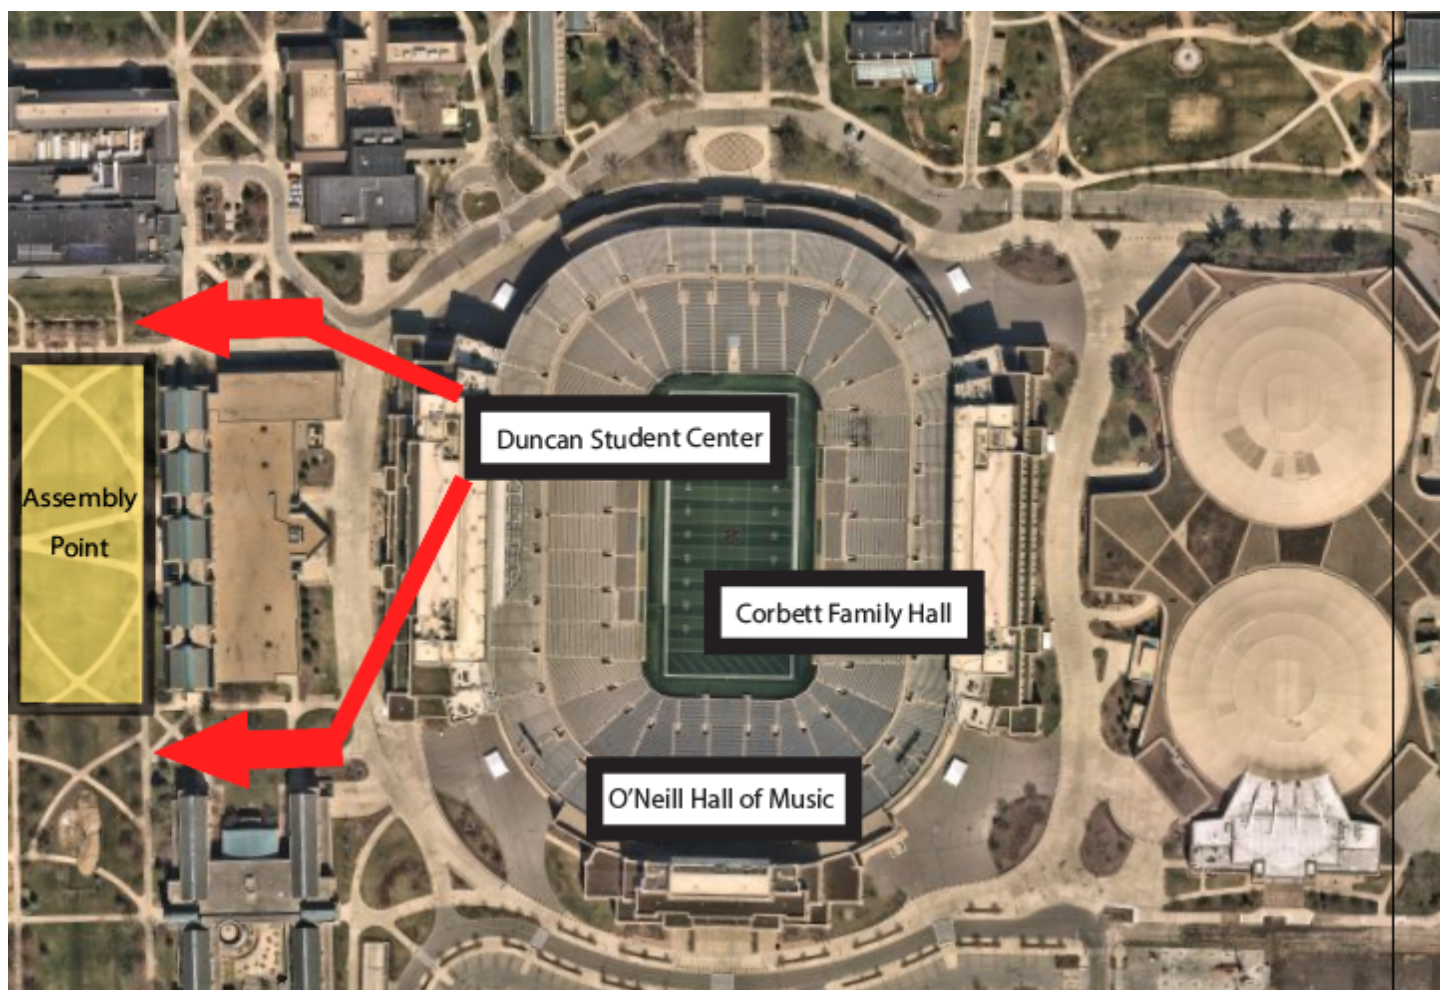 Duncan Student Center
Assembly
Point
Corbett Family Hall
O'Neill Hall of Music